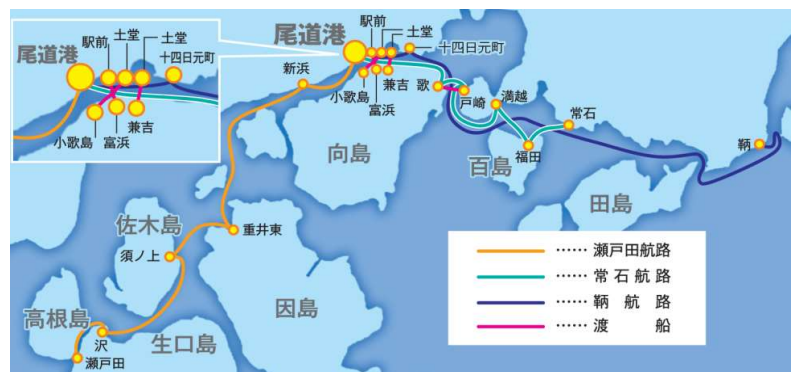 尾道港
駅前
土堂
土堂
十四日元町
小歌島
富浜
兼吉
尾道港
駅前
土堂
十四日元町
新浜
小歌島
富浜
兼吉
歌
戸崎
満越
常石
福田
鞆
向島
百島
田島
佐木島
須ノ上
重井東
因島
高根島
沢
瀬戸田
生口島
……瀬戸田航路
……常石航路
……鞆航路
……渡船